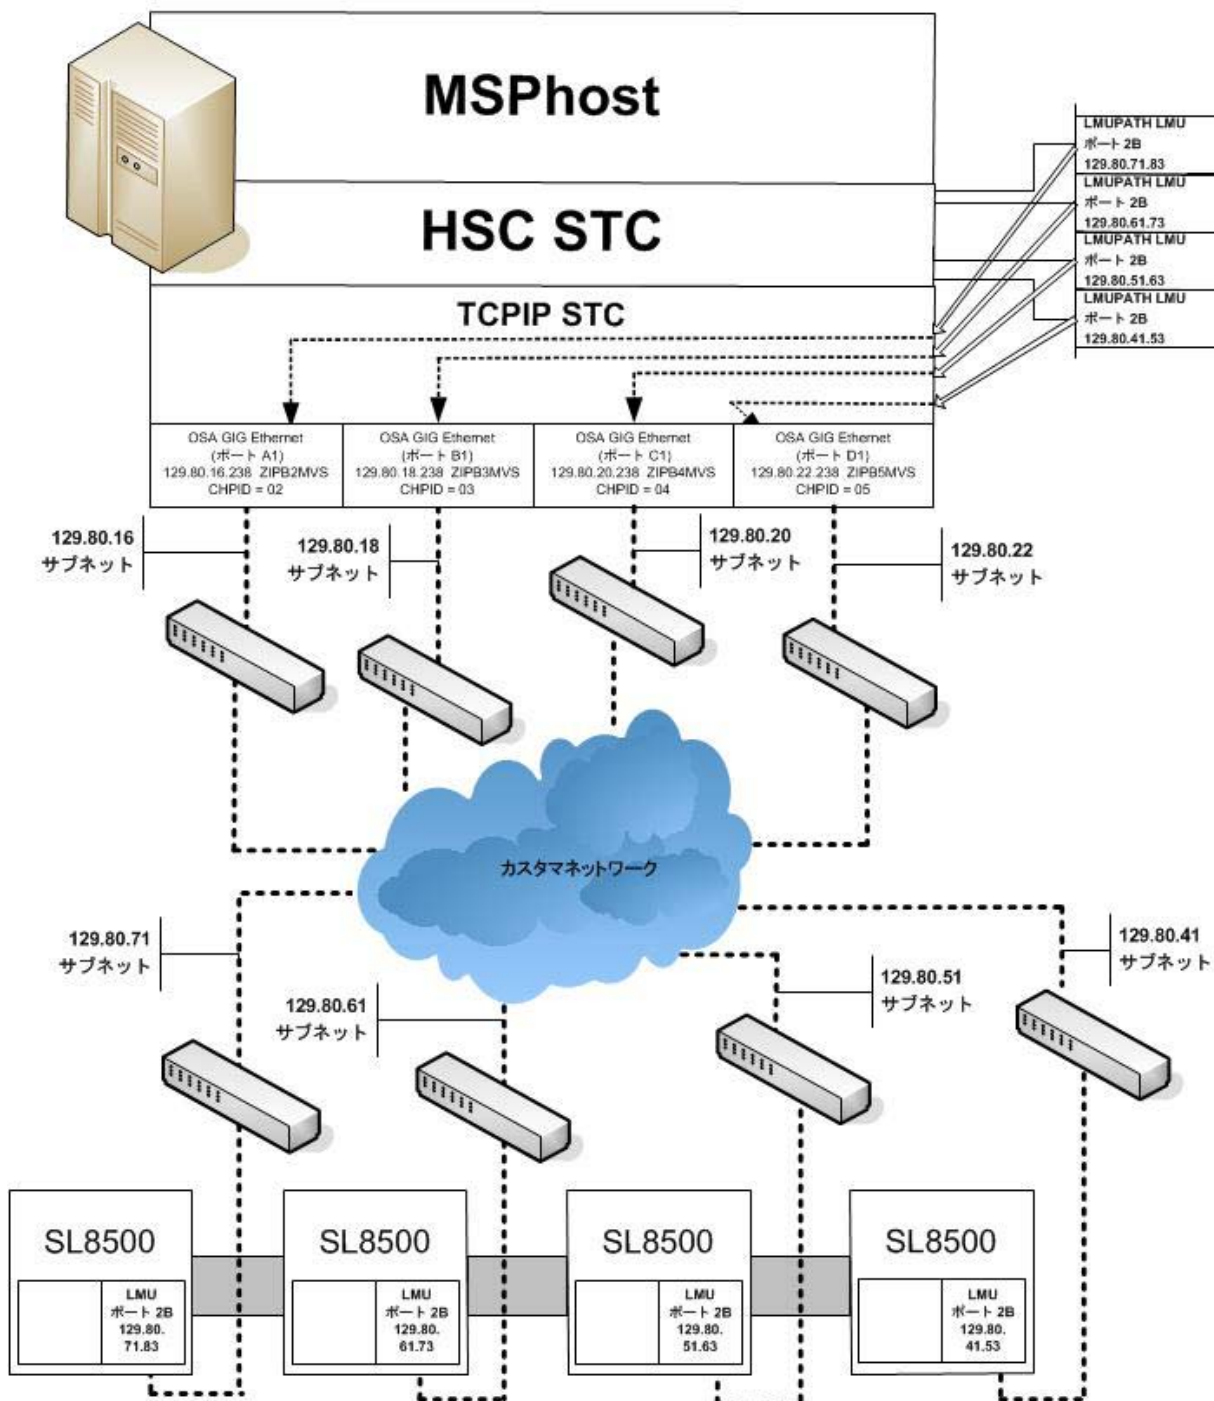 MSPhost
HSC STC
TCPIP STC
LMUPATH LMU
ポート 2B
129.80.71.83
LMUPATH LMU
ポート 2B
129.80.61.73
LMUPATH LMU
ポート 2B
129.80.51.63
LMUPATH LMU
ポート 2B
129.80.41.53
OSA GIG Ethernet
(ポート A1)
129.80.16.238 ZIPB2MVS
CHPID = 02
OSA GIG Ethernet
(ポート B1)
129.80.18.238 ZIPB3MVS
CHPID = 03
OSA GIG Ethernet
(ポート C1)
129.80.20.238 ZIPB4MVS
CHPID = 04
OSA GIG Ethernet
(ポート D1)
129.80.22.238 ZIPB5MVS
CHPID = 05
129.80.16
サブネット
129.80.18
サブネット
129.80.20
サブネット
129.80.22
サブネット
カスタマネットワーク
129.80.71
サブネット
129.80.61
サブネット
129.80.51
サブネット
129.80.41
サブネット
SL8500
LMU
ポート 2B
129.80.
71.83
SL8500
LMU
ポート 2B
129.80.
61.73
SL8500
LMU
ポート 2B
129.80.
51.63
SL8500
LMU
ポート 2B
129.80.
41.53